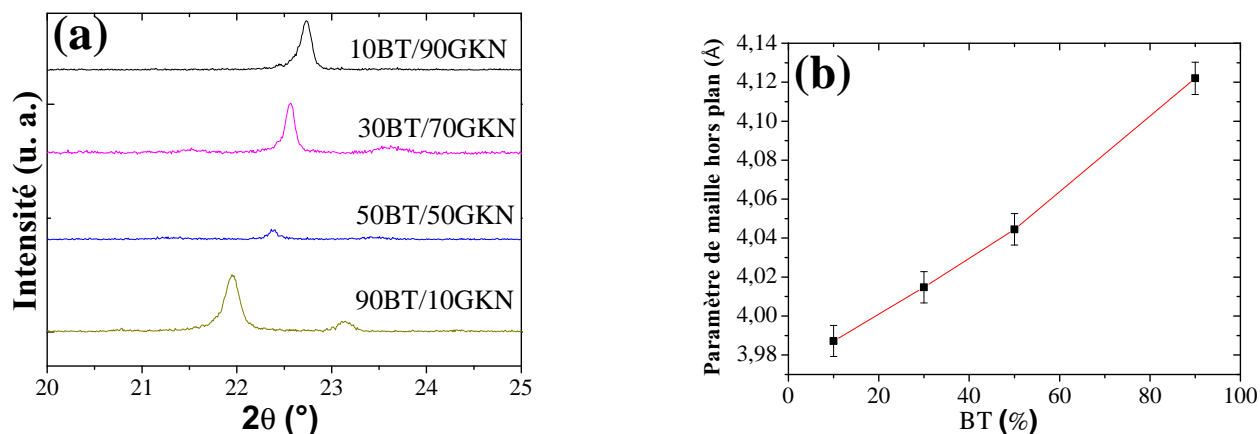 (a)
10BT/90GKN
30BT/70GKN
50BT/50GKN
90BT/10GKN
Intensité (u. a.)
20 21 22 23 24 25
2θ (°)
(b)
4,14
4,12
4,10
4,08
4,06
4,04
4,02
4,00
3,98
Paramètre de maille hors plan (Å)
0 20 40 60 80 100
BT (%)